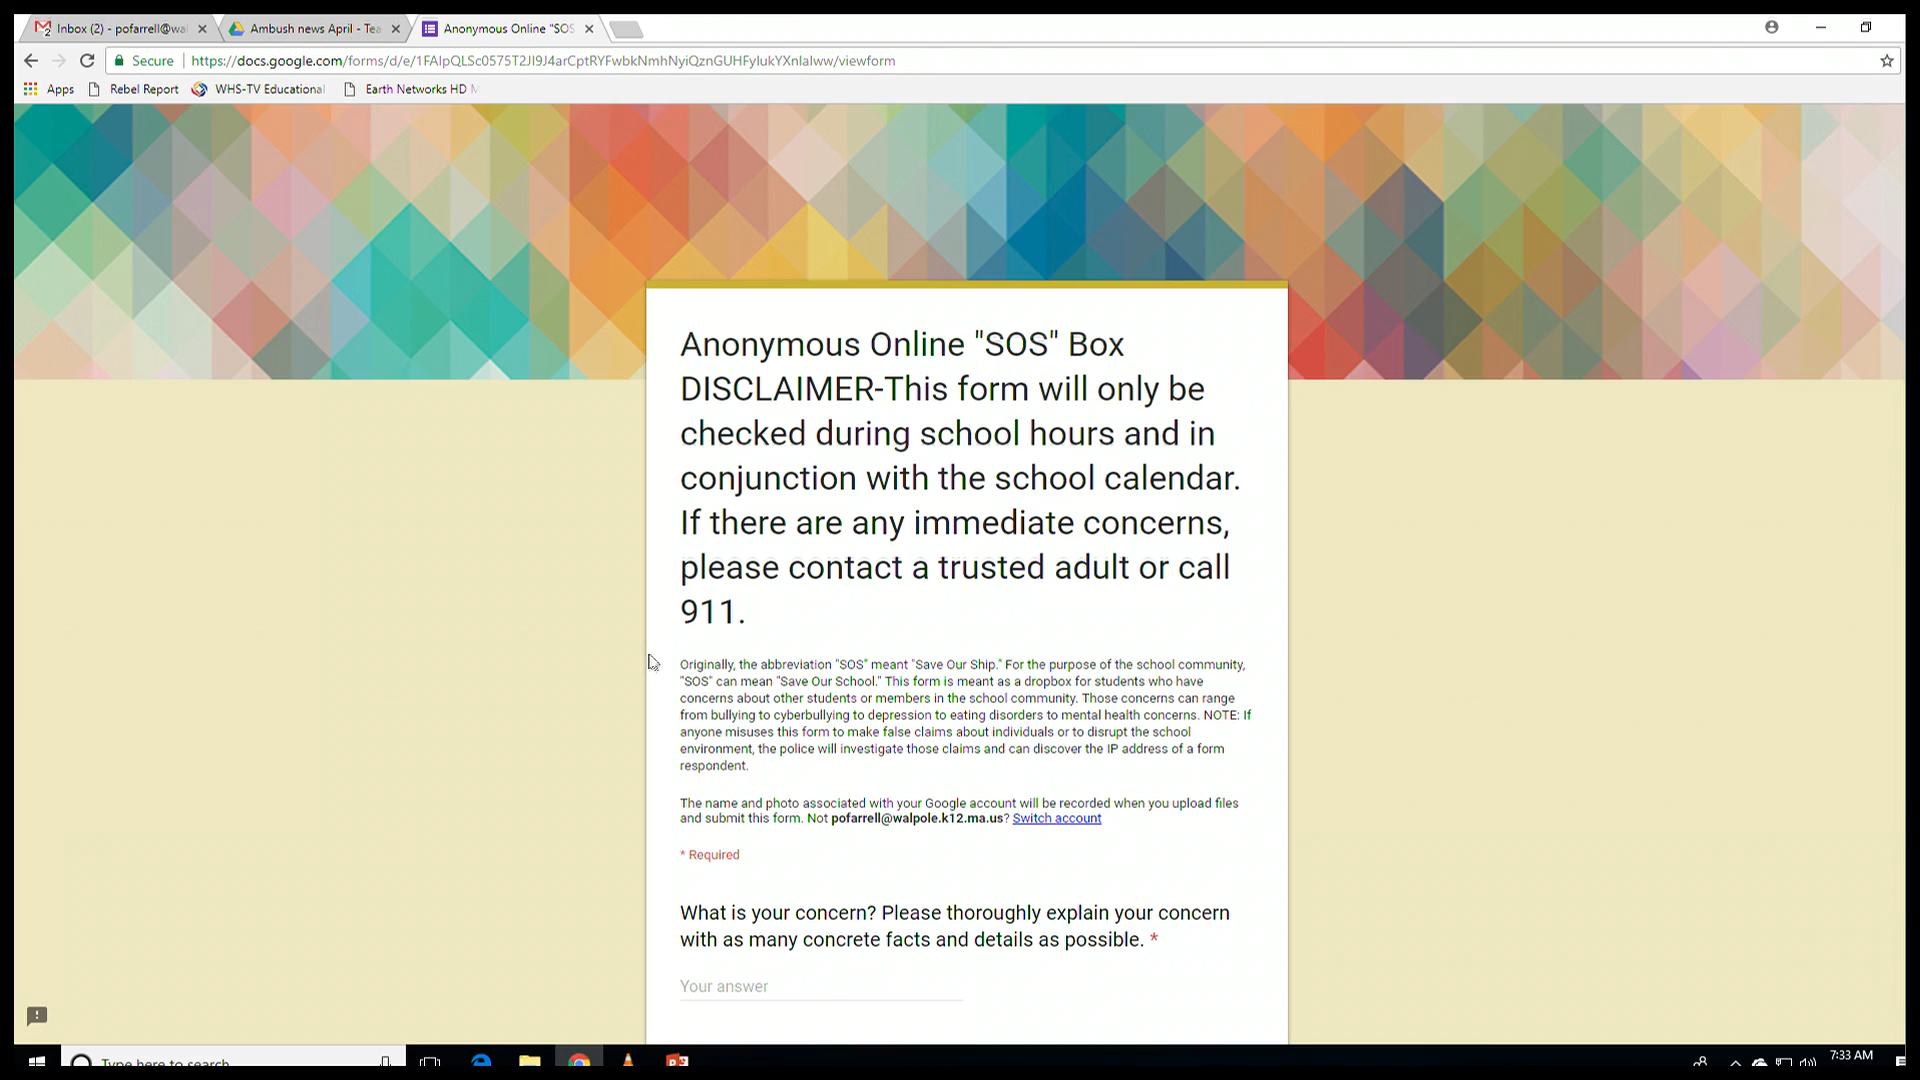 Inbox (2) - pofarrell@wal
Ambush news April - Tea
Anonymous Online "SOS
Secure
https://docs.google.com/forms/d/e/1FAIpQLSc0575T2JI9J4arCptRYFwbkNmhNyiQznGUHFyIukYXnIaIww/viewform
Apps
Rebel Report
WHS-TV Educational
Earth Networks HD
Anonymous Online "SOS" Box
DISCLAIMER-This form will only be
checked during school hours and in
conjunction with the school calendar.
If there are any immediate concerns,
please contact a trusted adult or call
911.
Originally, the abbreviation "SOS" meant "Save Our Ship." For the purpose of the school community,
"SOS" can mean "Save Our School." This form is meant as a dropbox for students who have
concerns about other students or members in the school community. Those concerns can range
from bullying to cyberbullying to depression to eating disorders to mental health concerns. NOTE: If
anyone misuses this form to make false claims about individuals or to disrupt the school
environment, the police will investigate those claims and can discover the IP address of a form
respondent.
The name and photo associated with your Google account will be recorded when you upload files
and submit this form. Not pofarrell@walpole.k12.ma.us? Switch account
* Required
What is your concern? Please thoroughly explain your concern
with as many concrete facts and details as possible. *
Your answer
Type here to search
7:33 AM